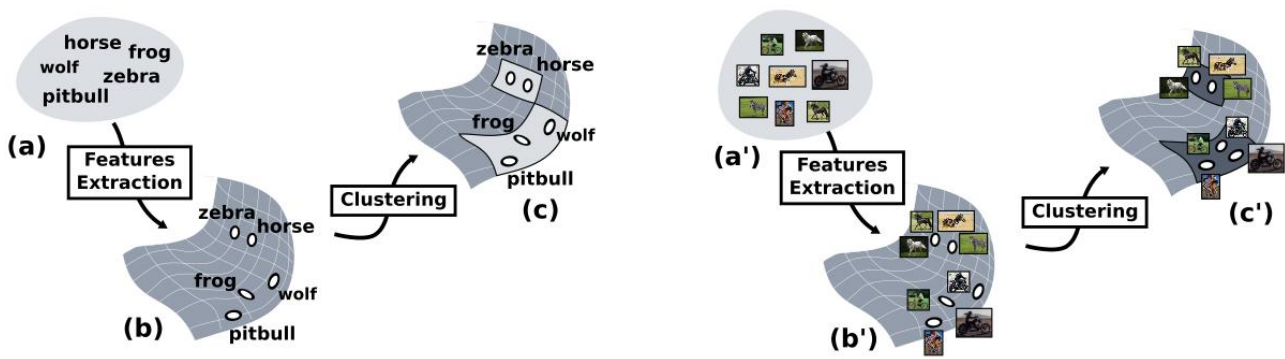 horse
frog
wolf
zebra
pitbull
(a)
Features
Extraction
zebra
horse
frog
wolf
pitbull
(b)
Clustering
zebra
horse
frog
wolf
pitbull
(c)
(a')
Features
Extraction
(b')
Clustering
(c')